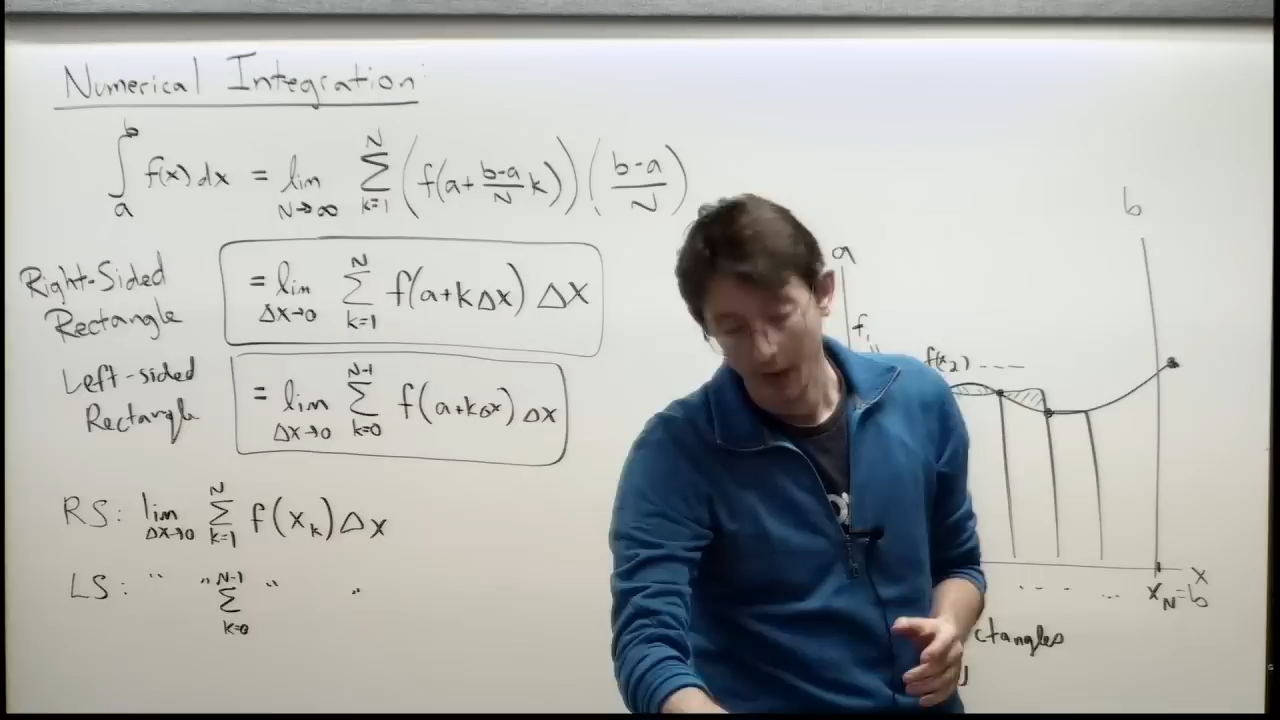 Numerical Integration
∫_a^b f(x) dx = lim_{N→∞} Σ_{k=1}^{N} (f(a+\frac{b-a}{N}k)) (\frac{b-a}{N})
Right-Sided
Rectangle
= lim_{Δx→0} Σ_{k=1}^{N} f(a+kΔx) Δx
Left-sided
Rectangle
= lim_{Δx→0} Σ_{k=0}^{N-1} f(a+kΔx) Δx
RS: lim_{Δx→0} Σ_{k=1}^{N} f(x_k) Δx
LS: " " Σ_{k=0}^{N-1} " "
a
b
f(x_2) ----
x
.... ... x_N=b
ctangles